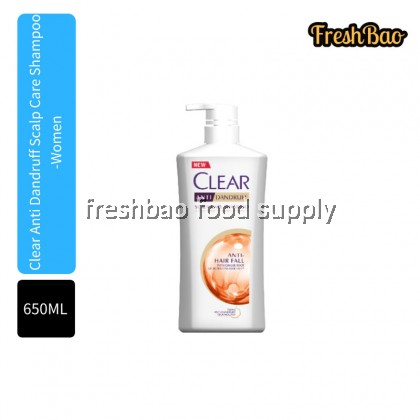 FreshBao
Clear Anti Dandruff Scalp Care Shampoo
-Women
650ML
NEW
CLEAR
ANTI DANDRUFF
freshbao food supply
ANTI
HAIR FALL